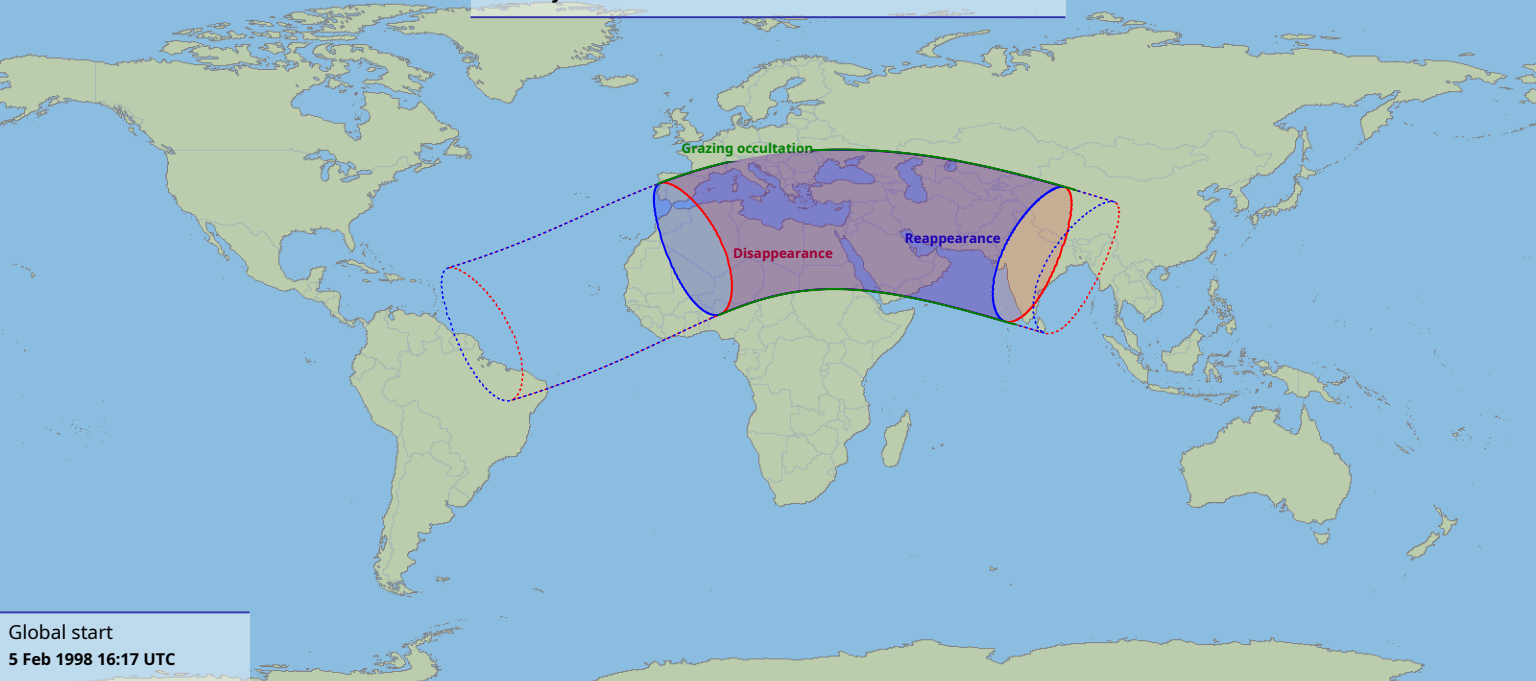 Grazing occultation
Reappearance
Disappearance
Global start
5 Feb 1998 16:17 UTC